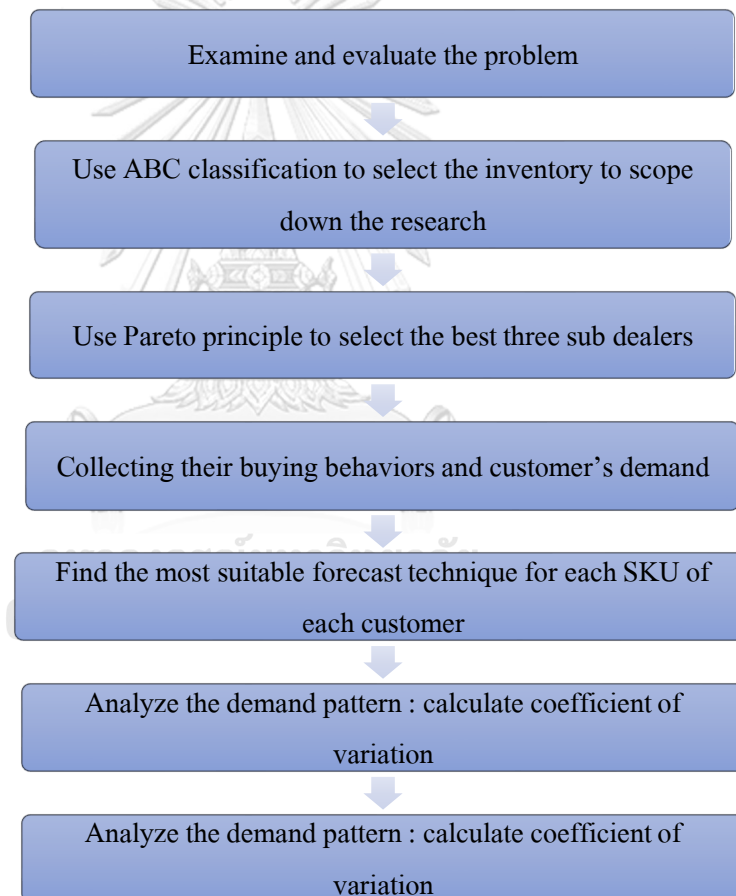 Examine and evaluate the problem
Use ABC classification to select the inventory to scope
down the research
Use Pareto principle to select the best three sub dealers
Collecting their buying behaviors and customer's demand
Find the most suitable forecast technique for each SKU of
each customer
Analyze the demand pattern : calculate coefficient of
variation
Analyze the demand pattern : calculate coefficient of
variation